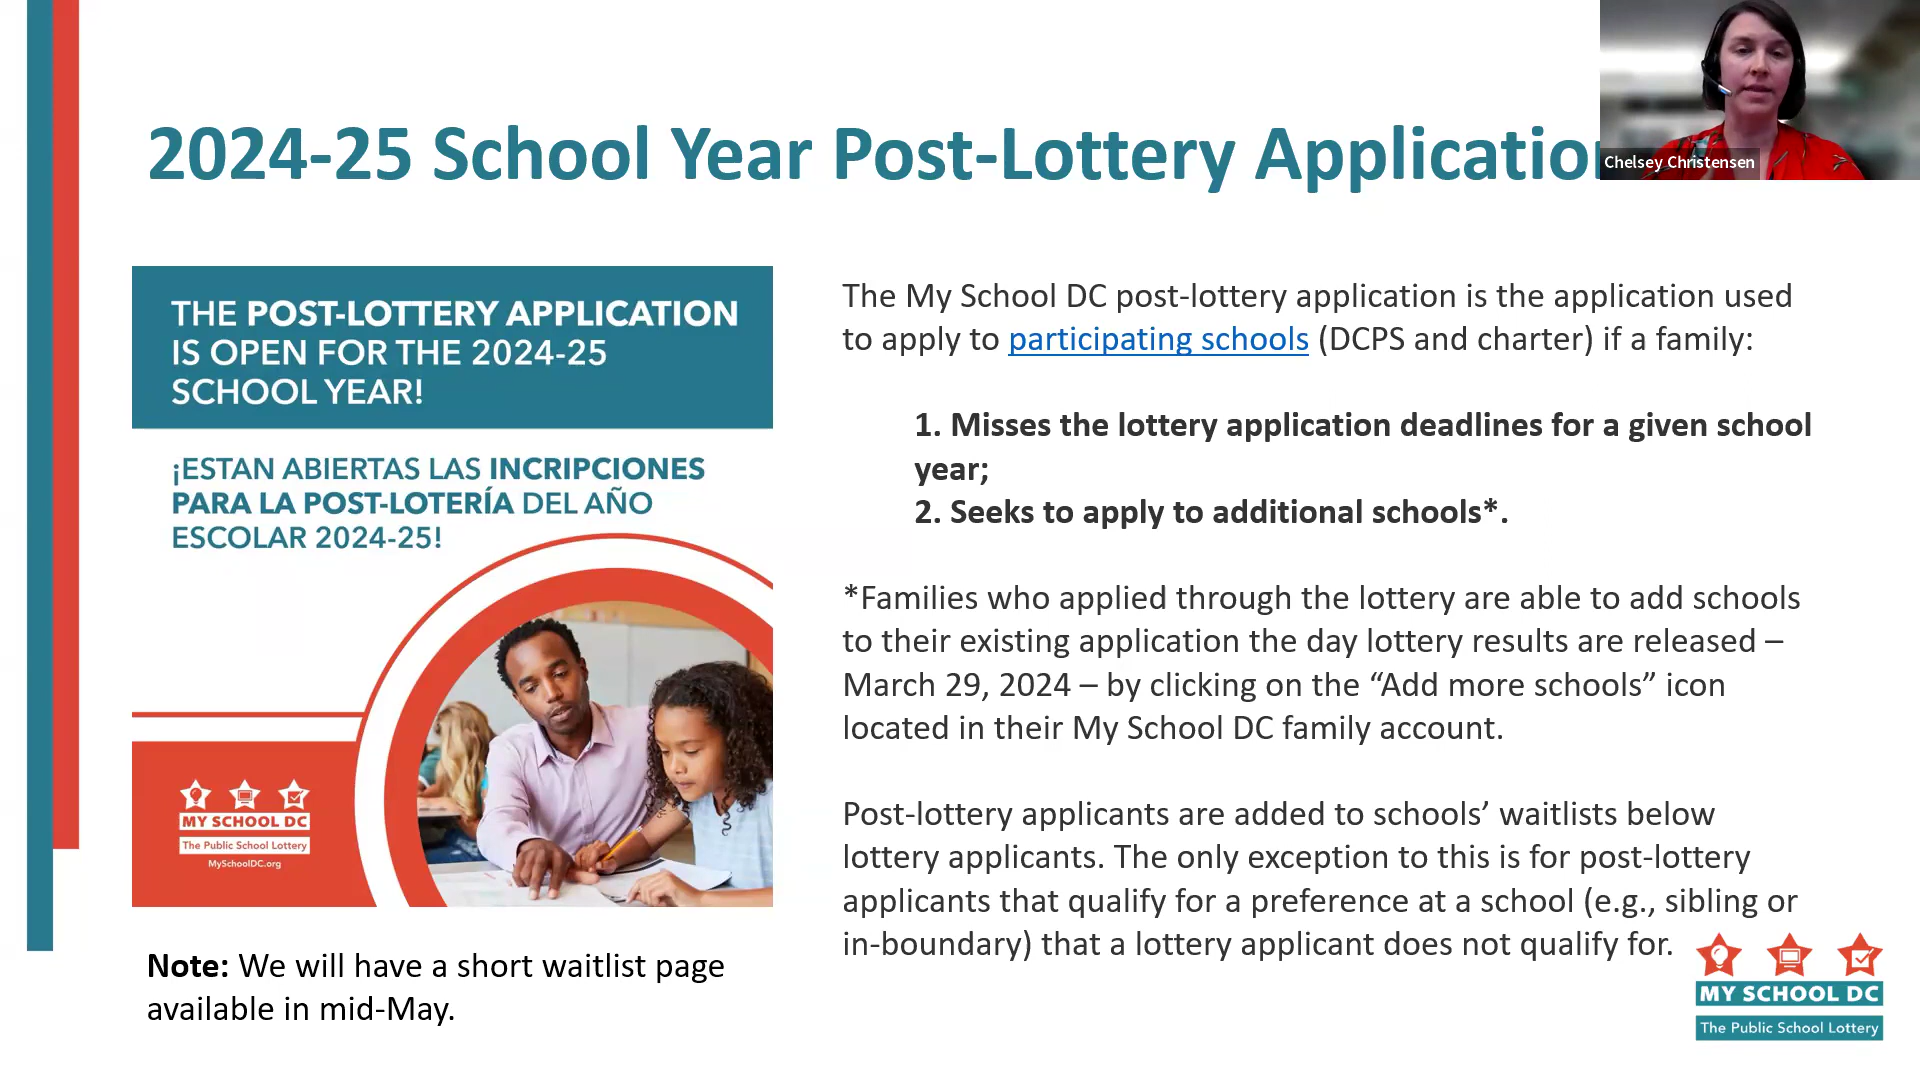 2024-25 School Year Post-Lottery Application
Chelsey Christensen
THE POST-LOTTERY APPLICATION
IS OPEN FOR THE 2024-25
SCHOOL YEAR!
¡ESTAN ABIERTAS LAS INCRIPCIONES
PARA LA POST-LOTERÍA DEL AÑO
ESCOLAR 2024-25!
MY SCHOOL DC
The Public School Lottery
MySchoolDC.org
Note: We will have a short waitlist page
available in mid-May.
The My School DC post-lottery application is the application used
to apply to participating schools (DCPS and charter) if a family:
1. Misses the lottery application deadlines for a given school
year;
2. Seeks to apply to additional schools*.
*Families who applied through the lottery are able to add schools
to their existing application the day lottery results are released –
March 29, 2024 – by clicking on the “Add more schools” icon
located in their My School DC family account.
Post-lottery applicants are added to schools’ waitlists below
lottery applicants. The only exception to this is for post-lottery
applicants that qualify for a preference at a school (e.g., sibling or
in-boundary) that a lottery applicant does not qualify for.
MY SCHOOL DC
The Public School Lottery